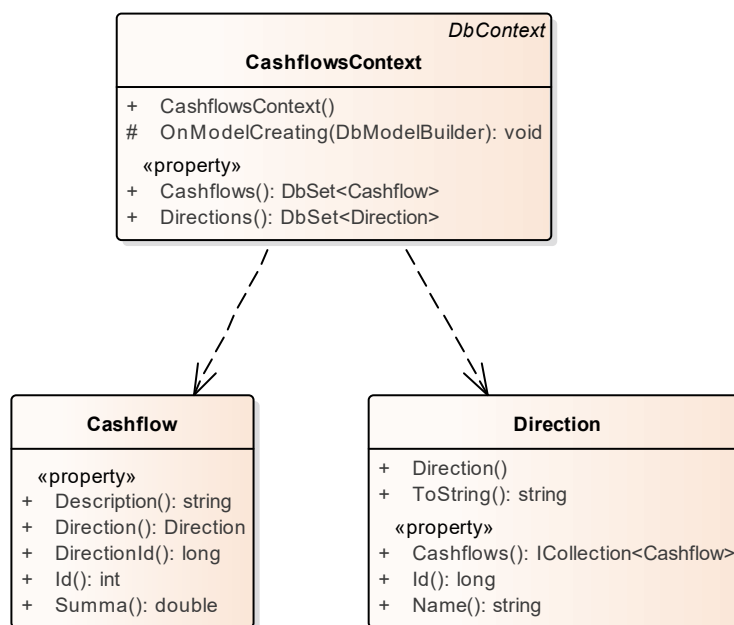 DbContext
CashflowsContext
+ CashflowsContext()
# OnModelCreating(DbModelBuilder): void
«property»
+ Cashflows(): DbSet<Cashflow>
+ Directions(): DbSet<Direction>
Cashflow
«property»
+ Description(): string
+ Direction(): Direction
+ DirectionId(): long
+ Id(): int
+ Summa(): double
Direction
+ Direction()
+ ToString(): string
«property»
+ Cashflows(): ICollection<Cashflow>
+ Id(): long
+ Name(): string